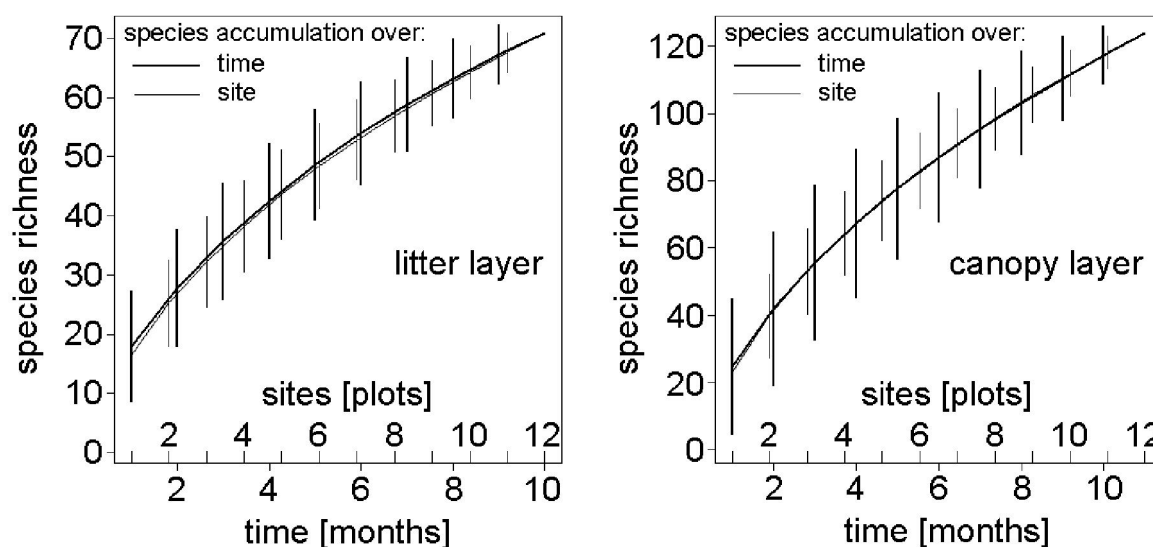 species richness
70
60
50
40
30
20
10
0
species accumulation over:
time
site
litter layer
sites [plots]
2 4 6 8 10 12
2 4 6 8 10
time [months]
species richness
120
100
80
60
40
20
0
species accumulation over:
time
site
canopy layer
sites [plots]
2 4 6 8 10 12
2 4 6 8 10
time [months]